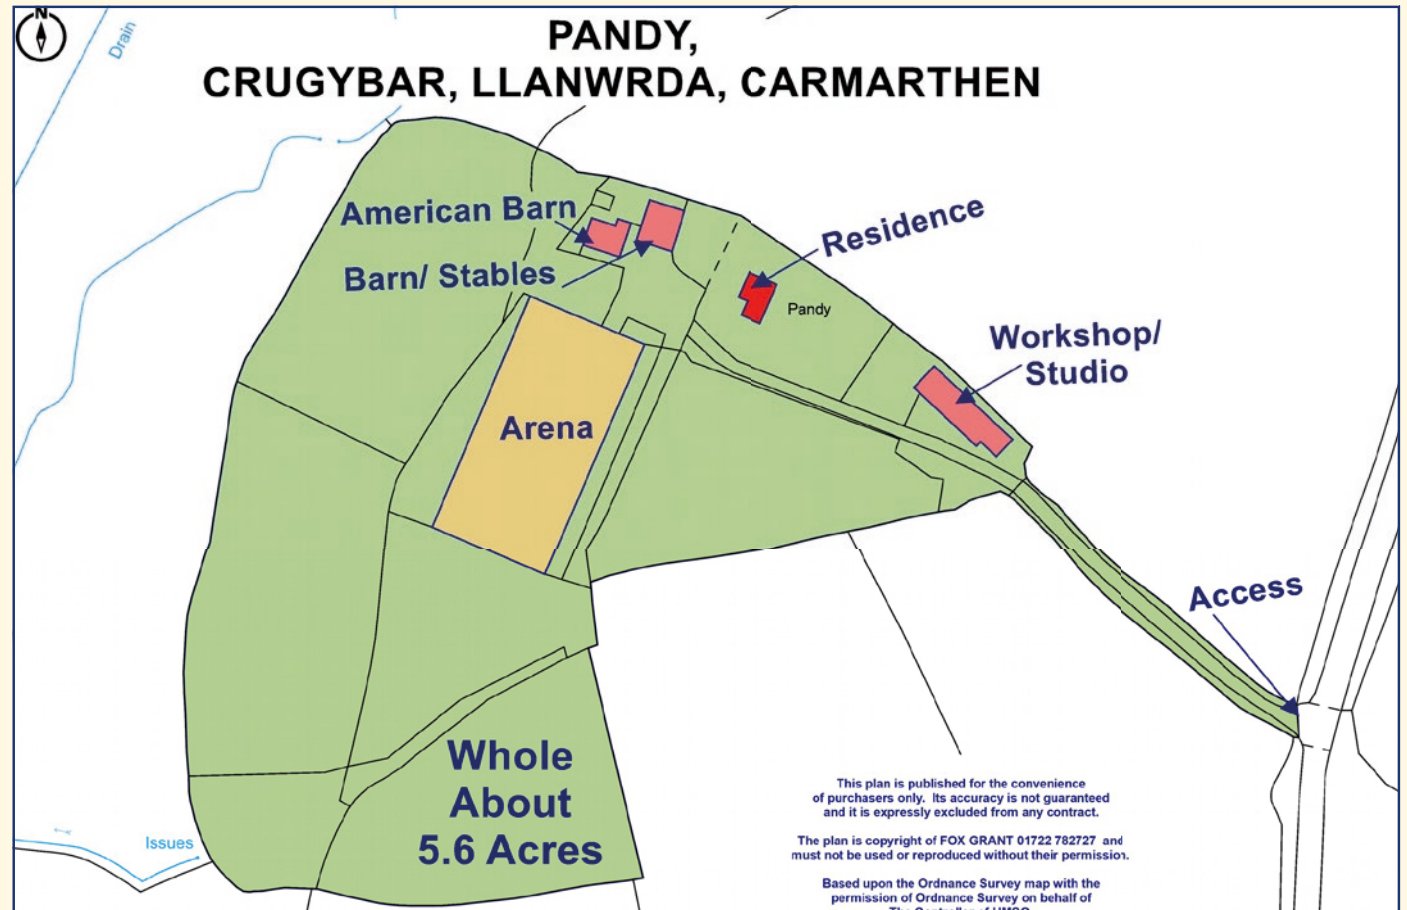 N
Drain
PANDY,
CRUGYBAR, LLANWRDA, CARMARTHEN
American Barn
Residence
Barn/ Stables
Pandy
Workshop/
Studio
Arena
Access
Whole
About
5.6 Acres
Issues
This plan is published for the convenience
of purchasers only. Its accuracy is not guaranteed
and it is expressly excluded from any contract.
The plan is copyright of FOX GRANT 01722 782727 and
must not be used or reproduced without their permission.
Based upon the Ordnance Survey map with the
permission of Ordnance Survey on behalf of
The Controller of HMSO